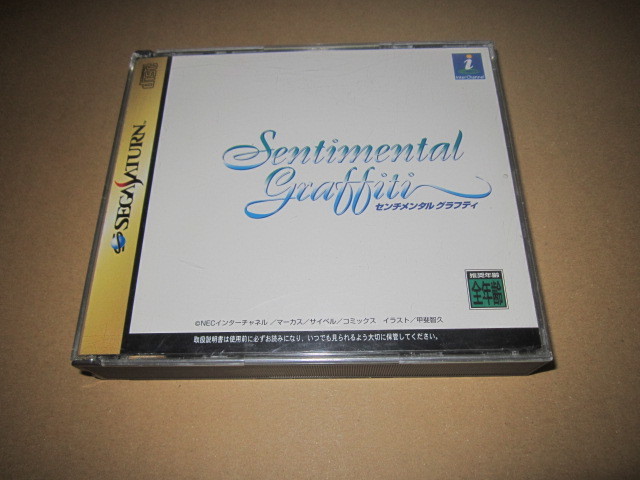 SEGA SATURN
i
InterChannel
Sentimental
Graffiti
センチメンタル グラフティ
推奨年齢
全年齢
©NECインターチャネル／マーカス／サイベル／コミックス イラスト／甲斐智久
取扱説明書は使用前に必ずお読みになり、いつでも見られるよう大切に保管してください。